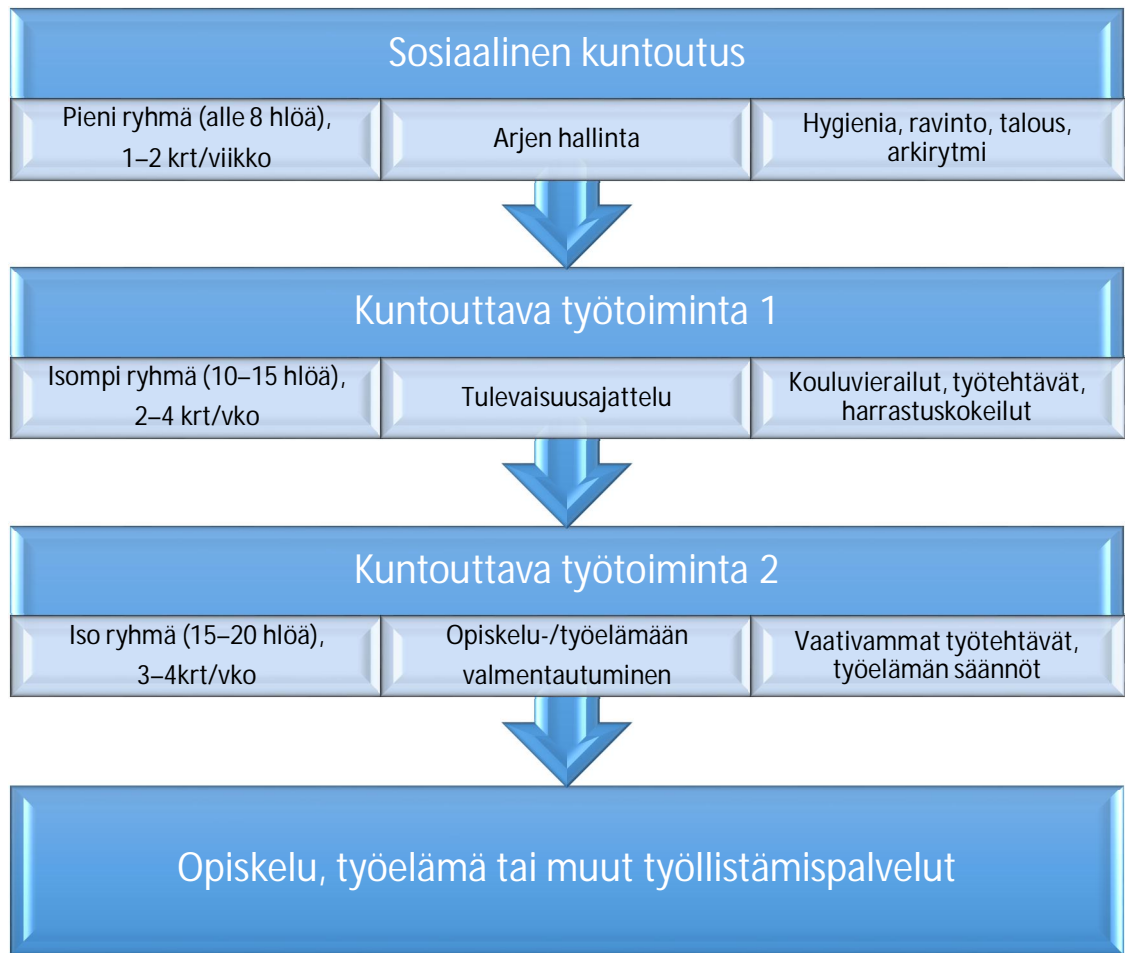 Sosiaalinen kuntoutus
Pieni ryhmä (alle 8 hlöä),
1–2 krt/viikko
Arjen hallinta
Hygienia, ravinto, talous,
arkirytmi
Kuntouttava työtoiminta 1
Isompi ryhmä (10–15 hlöä),
2–4 krt/vko
Tulevaisuusajattelu
Kouluvierailut, työtehtävät,
harrastuskokeilut
Kuntouttava työtoiminta 2
Iso ryhmä (15–20 hlöä),
3–4krt/vko
Opiskelu-/työelämään
valmentautuminen
Vaativammat työtehtävät,
työelämän säännöt
Opiskelu, työelämä tai muut työllistämispalvelut